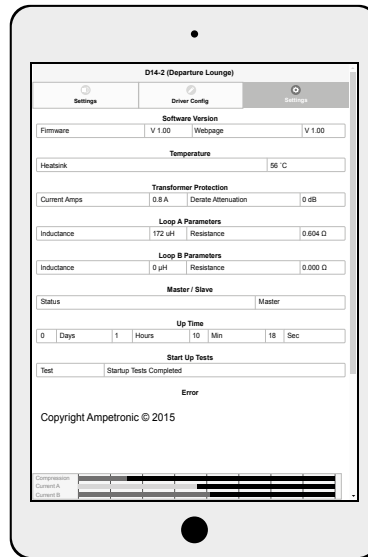 D14-2 (Departure Lounge)
Settings Driver Config Settings
Software Version
Firmware V 1.00 Webpage V 1.00
Temperature
Heatsink 56 ˚C
Transformer Protection
Current Amps 0.8 A Derate Attenuation 0 dB
Loop A Parameters
Inductance 172 uH Resistance 0.604 Ω
Loop B Parameters
Inductance 0 µH Resistance 0.000 Ω
Master / Slave
Status Master
Up Time
0 Days 1 Hours 10 Min 18 Sec
Start Up Tests
Test Startup Tests Completed
Error
Copyright Ampetronic © 2015
Compression
Current A
Current B